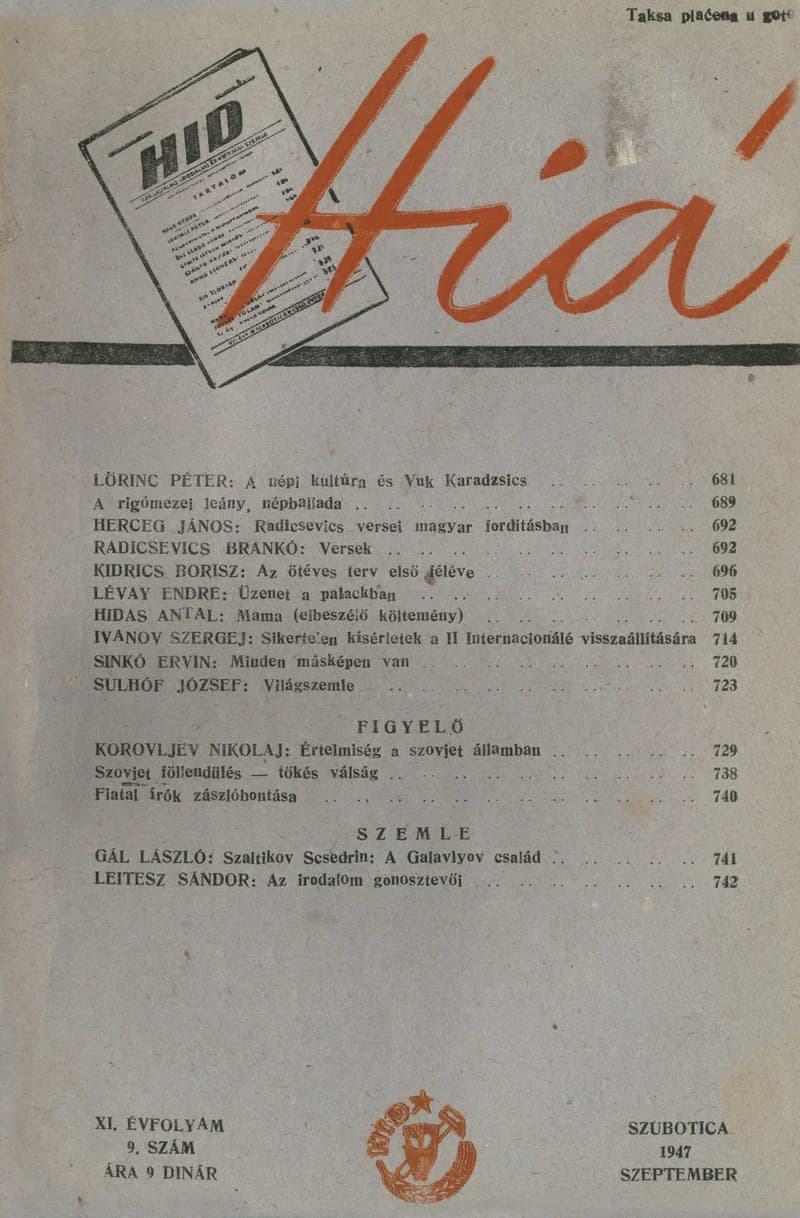 Taksa plaćena u goto
Hid
HID
TARTALOM
LŐRINC PÉTER: A népi kultúra és Vuk Karadzsics .. .. .. .. .. 681
A rigómezei leány, népballada .. .. .. .. .. .. .. .. .. .. 689
HERCEG JÁNOS: Radicsevics versei magyar fordításban .. .. .. .. 692
RADICSEVICS BRANKÓ: Versek .. .. .. .. .. .. .. .. .. 692
KIDRICS BORISZ: Az ötéves terv első féléve .. .. .. .. .. .. 696
LÉVAY ENDRE: Üzenet a palackban .. .. .. .. .. .. .. .. 705
HIDAS ANTAL: Mama (elbeszélő költemény) .. .. .. .. .. .. 709
IVANOV SZERGEJ: Sikertelen kisérletek a II Internacionálé visszaállítására 714
SINKÓ ERVIN: Minden másképen van .. .. .. .. .. .. .. .. 720
SULHÓF JÓZSEF: Világszemle .. .. .. .. .. .. .. .. .. 723
FIGYELŐ
KOROVLJEV NIKOLAJ: Értelmiség a szovjet államban .. .. .. .. 729
Szovjet föllendülés — tőkés válság .. .. .. .. .. .. .. .. 738
Fiatal írók zászlóbontása .. .. .. .. .. .. .. .. .. .. 740
SZEMLE
GÁL LÁSZLÓ: Szaltikov Scsedrin: A Galavlyov család .. .. .. .. 741
LEITESZ SÁNDOR: Az irodalom gonosztevői .. .. .. .. .. .. 742
XI. ÉVFOLYAM
9. SZÁM
ÁRA 9 DINÁR
SZUBOTICA
1947
SZEPTEMBER